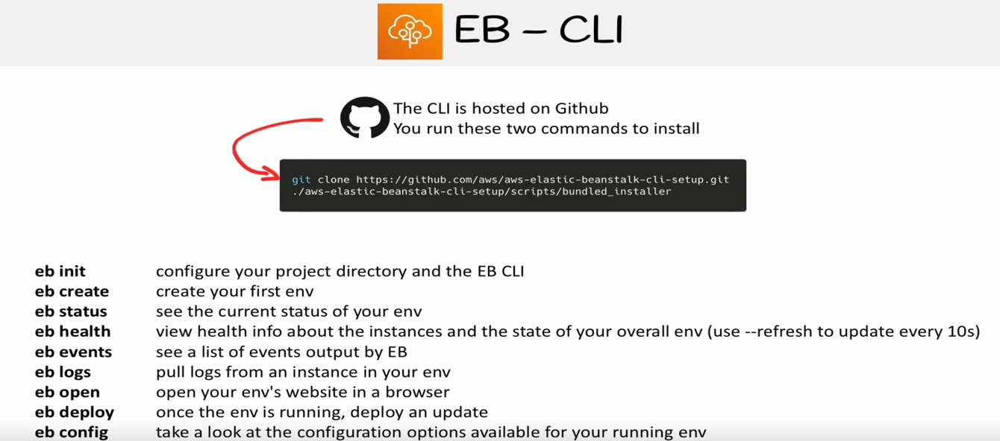 EB – CLI
The CLI is hosted on Github
You run these two commands to install
git clone https://github.com/aws/aws-elastic-beanstalk-cli-setup.git
./aws-elastic-beanstalk-cli-setup/scripts/bundled_installer
eb init configure your project directory and the EB CLI
eb create create your first env
eb status see the current status of your env
eb health view health info about the instances and the state of your overall env (use --refresh to update every 10s)
eb events see a list of events output by EB
eb logs pull logs from an instance in your env
eb open open your env's website in a browser
eb deploy once the env is running, deploy an update
eb config take a look at the configuration options available for your running env